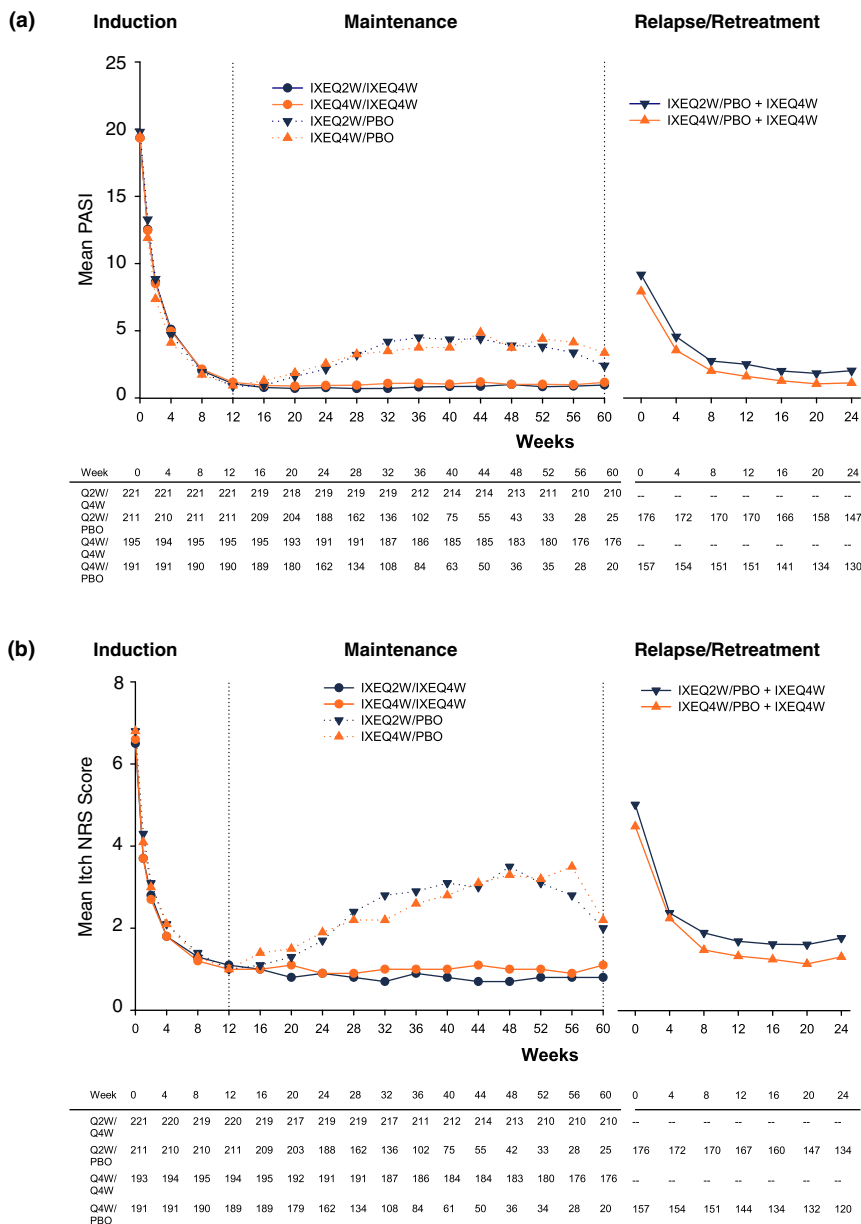 (a)
Induction Maintenance Relapse/Retreatment
25
20
15
10
5
0
Mean PASI
IXEQ2W/IXEQ4W
IXEQ4W/IXEQ4W
IXEQ2W/PBO
IXEQ4W/PBO
IXEQ2W/PBO + IXEQ4W
IXEQ4W/PBO + IXEQ4W
0 4 8 12 16 20 24 28 32 36 40 44 48 52 56 60 0 4 8 12 16 20 24
Weeks
Week 0 4 8 12 16 20 24 28 32 36 40 44 48 52 56 60 0 4 8 12 16 20 24
Q2W/ 221 221 221 221 219 218 219 219 219 212 214 214 213 211 210 210 -- -- -- -- -- -- --
Q4W
Q2W/ 211 210 211 211 209 204 188 162 136 102 75 55 43 33 28 25 176 172 170 170 166 158 147
PBO
Q4W/ 195 194 195 195 195 193 191 191 187 186 185 185 183 180 176 176 -- -- -- -- -- -- --
Q4W
Q4W/ 191 191 190 190 189 180 162 134 108 84 63 50 36 35 28 20 157 154 151 151 141 134 130
PBO
(b)
Induction Maintenance Relapse/Retreatment
8
6
4
2
0
Mean Itch NRS Score
IXEQ2W/IXEQ4W
IXEQ4W/IXEQ4W
IXEQ2W/PBO
IXEQ4W/PBO
IXEQ2W/PBO + IXEQ4W
IXEQ4W/PBO + IXEQ4W
0 4 8 12 16 20 24 28 32 36 40 44 48 52 56 60 0 4 8 12 16 20 24
Weeks
Week 0 4 8 12 16 20 24 28 32 36 40 44 48 52 56 60 0 4 8 12 16 20 24
Q2W/ 221 220 219 220 219 217 219 219 217 211 212 214 213 210 210 210 -- -- -- -- -- -- --
Q4W
Q2W/ 211 210 210 211 209 203 188 162 136 102 75 55 42 33 28 25 176 172 170 167 160 147 134
PBO
Q4W/ 193 194 195 194 195 192 191 191 187 186 184 184 183 180 176 176 -- -- -- -- -- -- --
Q4W
Q4W/ 191 191 190 189 189 179 162 134 108 84 61 50 36 34 28 20 157 154 151 144 134 132 120
PBO